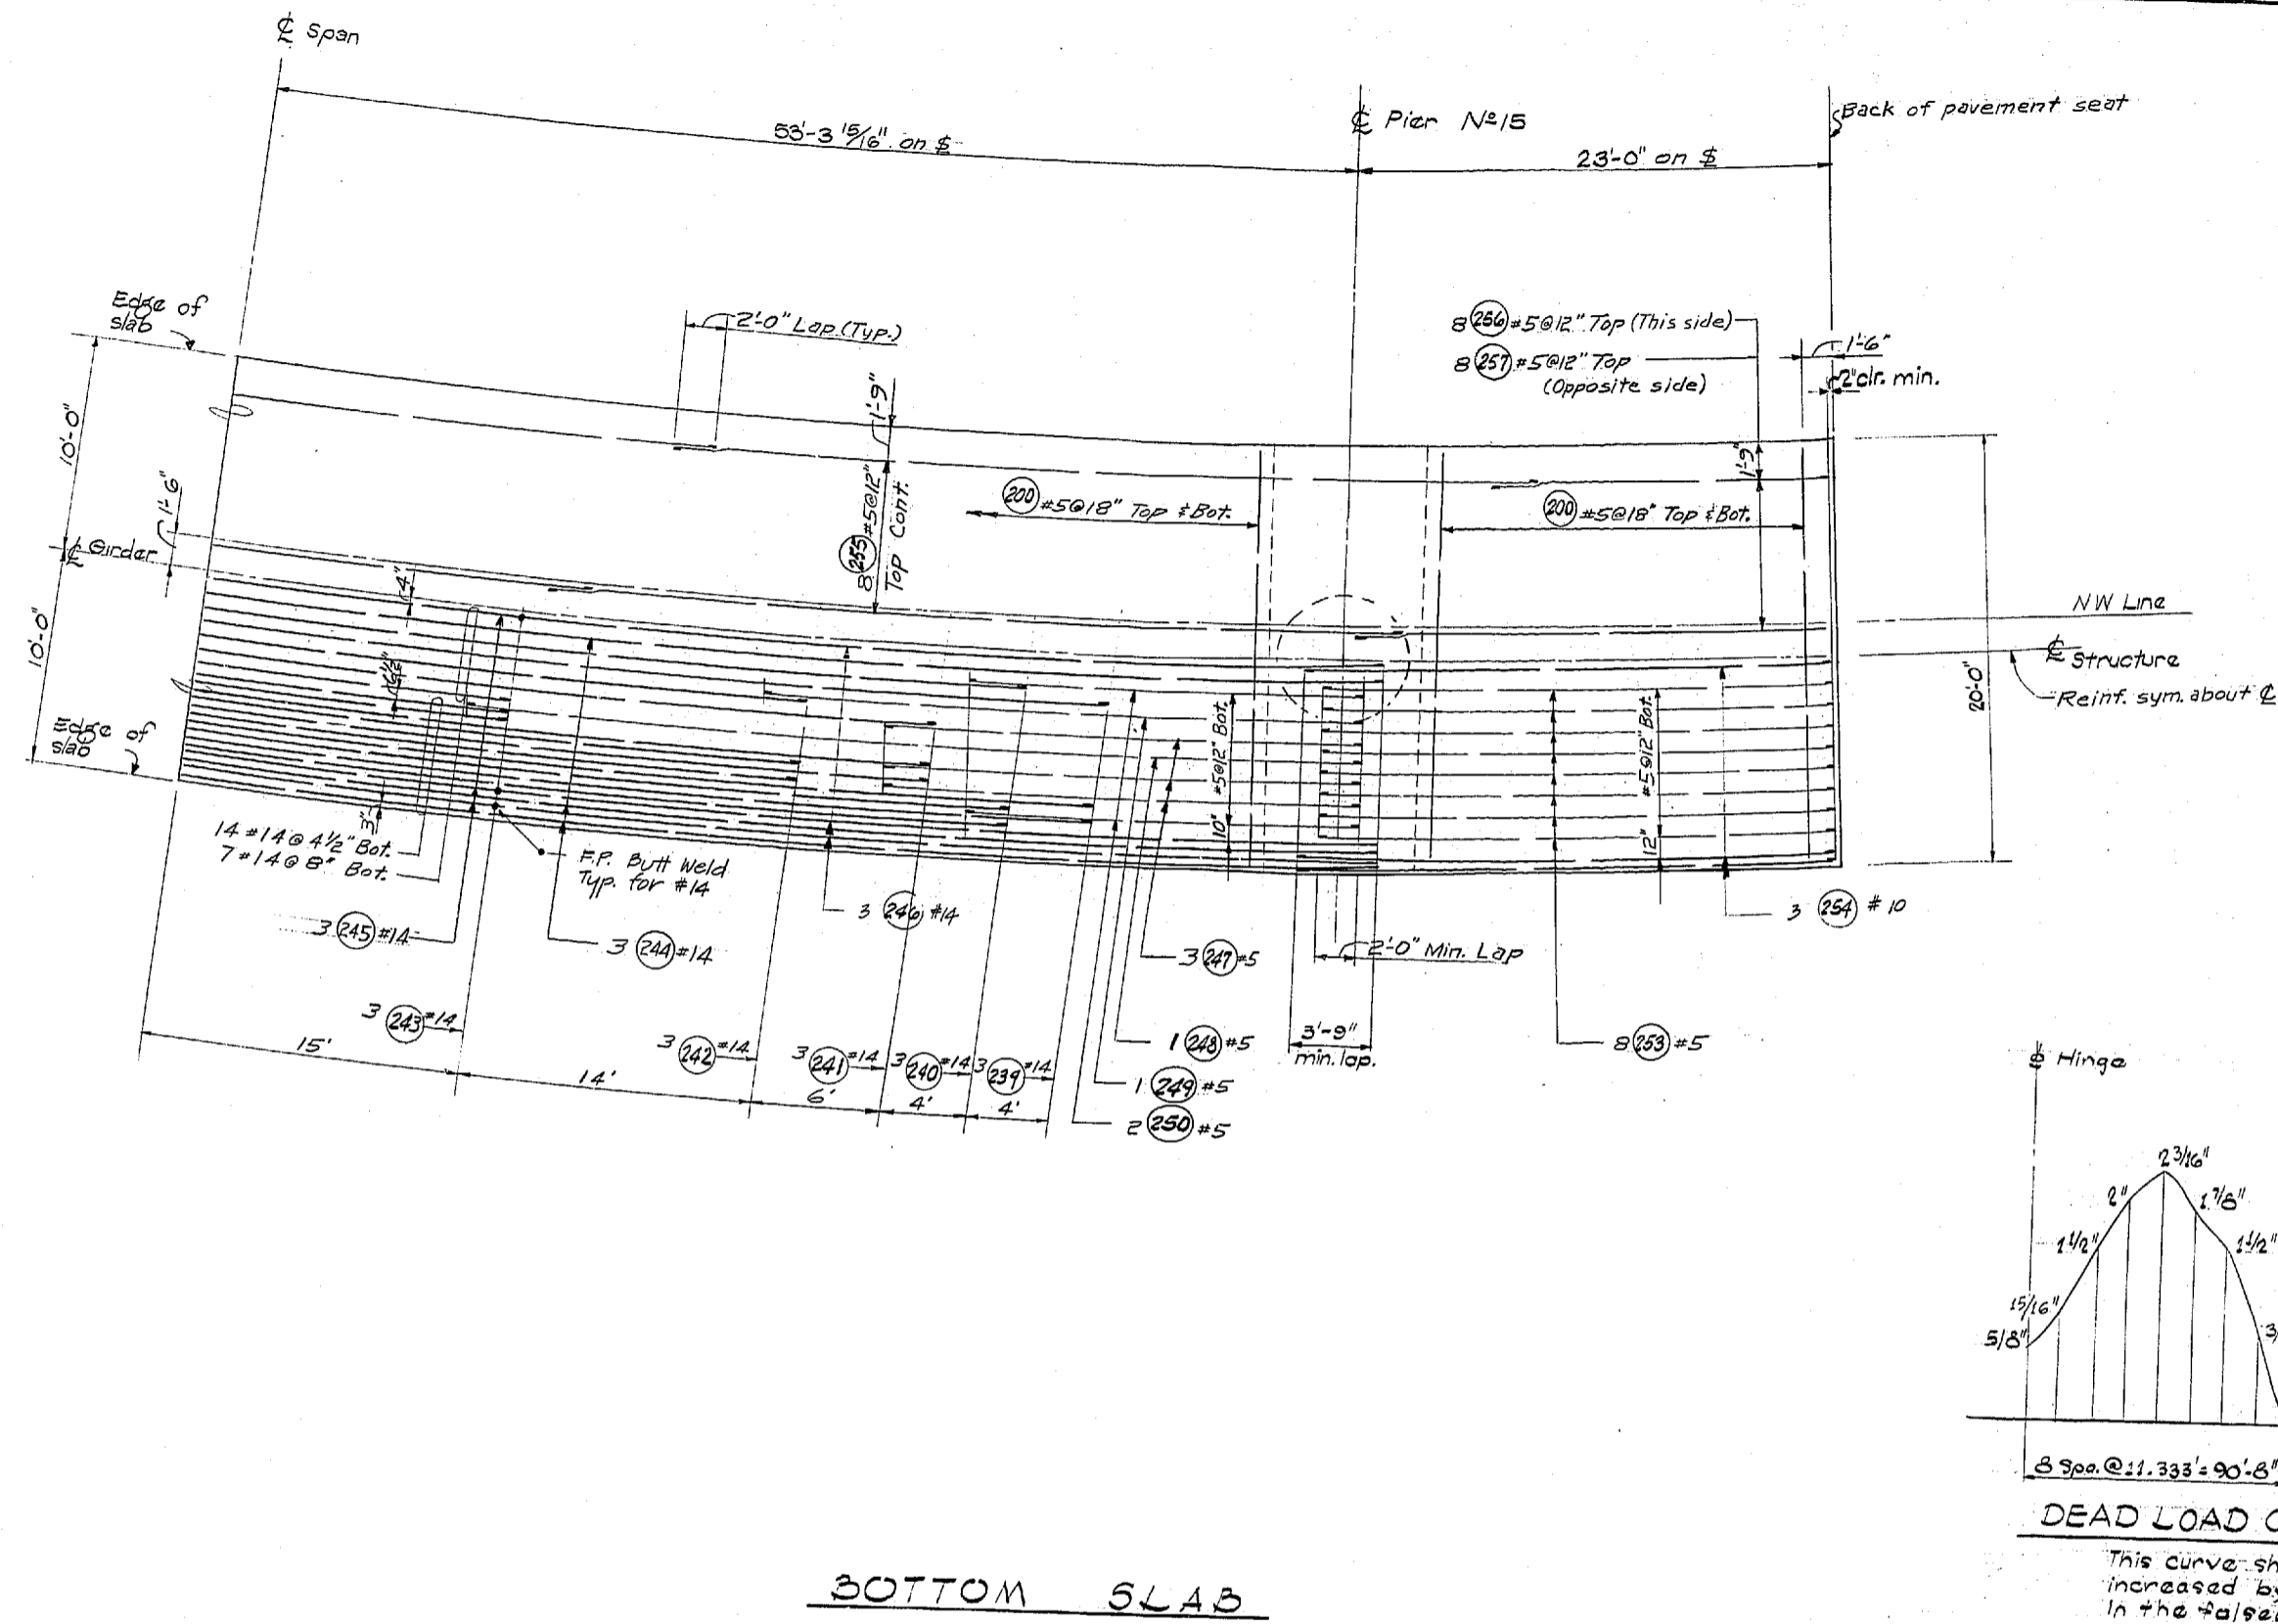 ℄ Span
53'-3 15/16" on ℄
℄ Pier Nº15
23'-0" on ℄
Back of pavement seat
Edge of
slab
2'-0" Lap (Typ.)
8 (256) #5@12" Top (This side)
8 (257) #5@12" Top
(Opposite side)
1'-6"
2" clr. min.
10'-0"
1'-9"
8 (255) #5@12"
Top Cont.
1'-9"
(200) #5@18" Top & Bot.
(200) #5@18" Top & Bot.
1'-6"
℄ Girder
4"
NW Line
℄ Structure
Reinf. sym. about ℄
20'-0"
10'-0"
6½"
#5@12" Bot.
10"
#5@12" Bot.
12"
Edge of
slab
3"
14 #14@4½" Bot.
7 #14@8" Bot.
F.P. Butt Weld
Typ. for #14
3 (245) #14
3 (244) #14
3 (246) #14
3 (247) #5
2'-0" Min. Lap
3 (254) #10
3 (243) #14
3 (242) #14
3 (241) #14
3 (240) #14
3 (239) #14
1 (248) #5
3'-9"
min. lap.
8 (253) #5
1 (249) #5
2 (250) #5
15'
14'
6'
4'
4'
℄ Hinge
5/8"
15/16"
1 1/2"
2"
2 3/16"
1 7/8"
1 1/2"
3/
8 Spa.@11.333'=90'-8"
DEAD LOAD C
This curve sh
increased by
in the false
BOTTOM SLAB